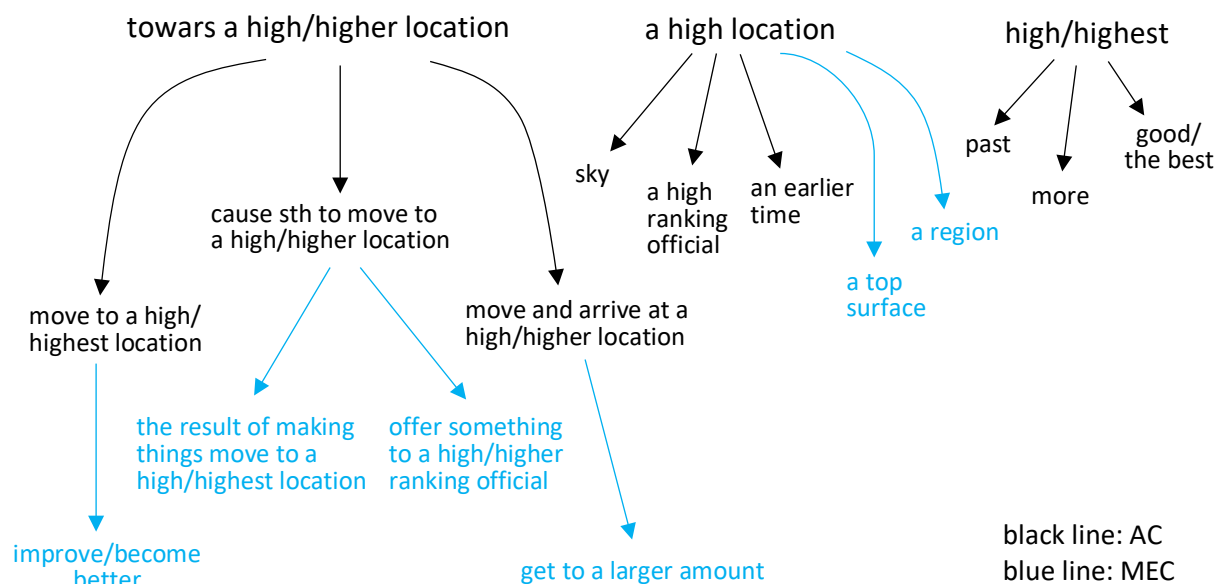 towars a high/higher location
a high location
high/highest
sky
a high
ranking
official
an earlier
time
past
more
good/
the best
a region
a top
surface
cause sth to move to
a high/higher location
move to a high/
highest location
move and arrive at a
high/higher location
the result of making
things move to a
high/highest location
offer something
to a high/higher
ranking official
improve/become
better
get to a larger amount
black line: AC
blue line: MEC